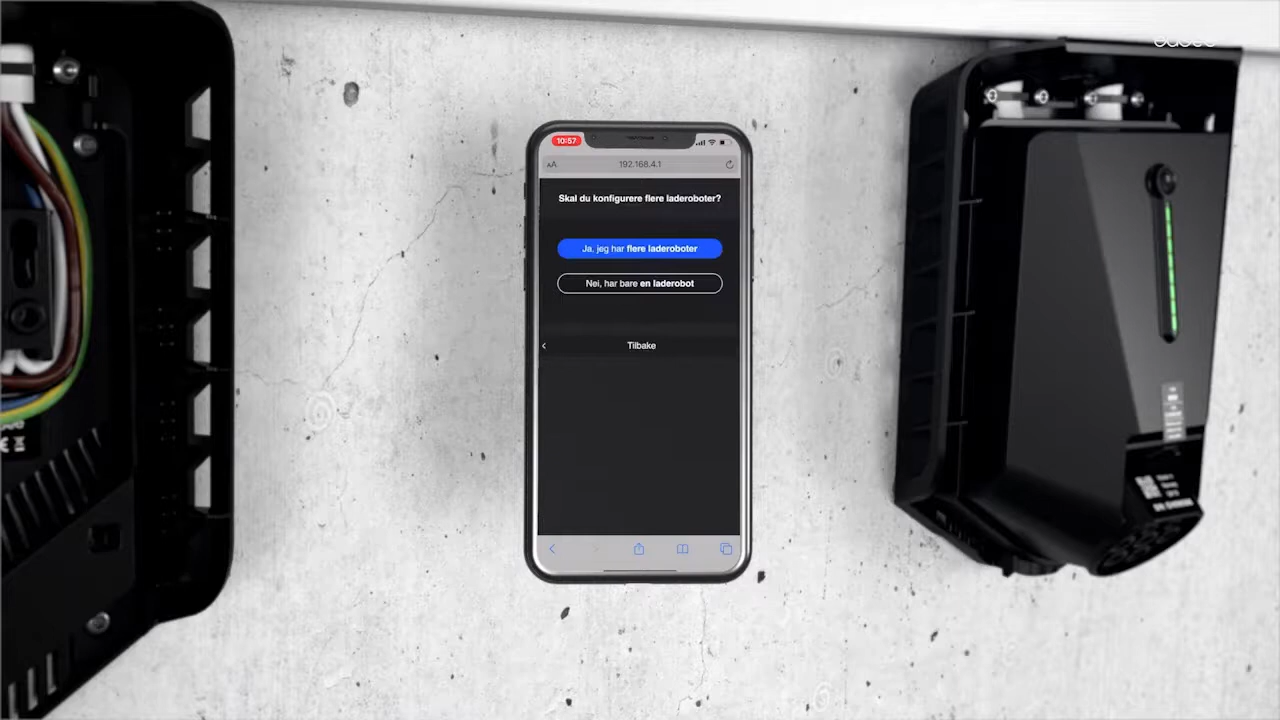 10:57
AA
192.168.4.1
Skal du konfigurere flere laderoboter?
Ja, jeg har flere laderoboter
Nei, har bare en laderobot
Tilbake